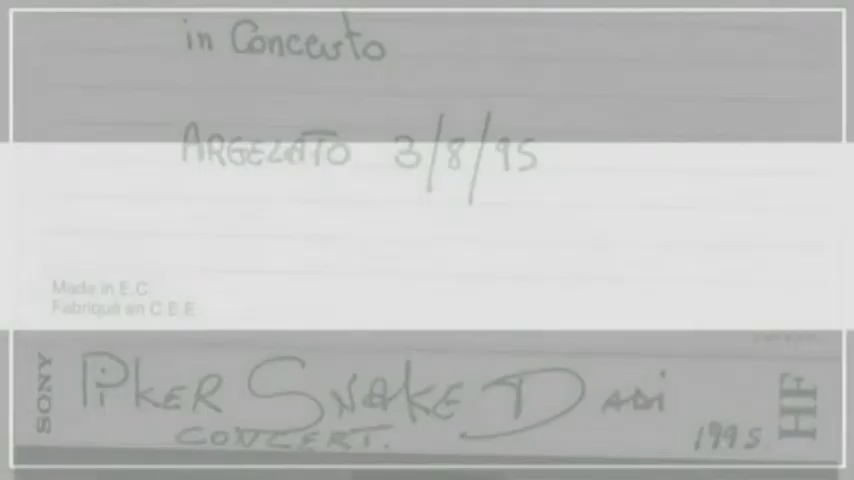 in Concerto
ARGELATO 3/8/95
Made in E.C.
Fabriqué en C.E.E.
SONY PiKER SNAKE DADi HF
CONCERT. 1995